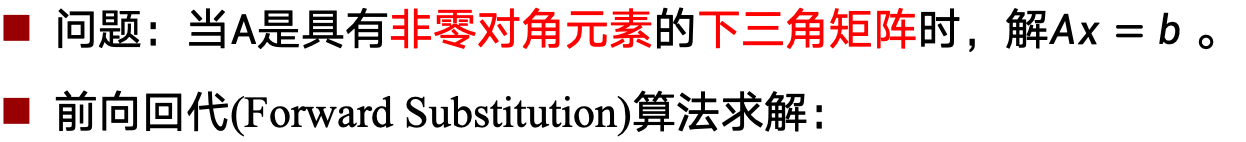 问题：当A是具有非零对角元素的下三角矩阵时，解Ax = b 。
前向回代(Forward Substitution)算法求解：